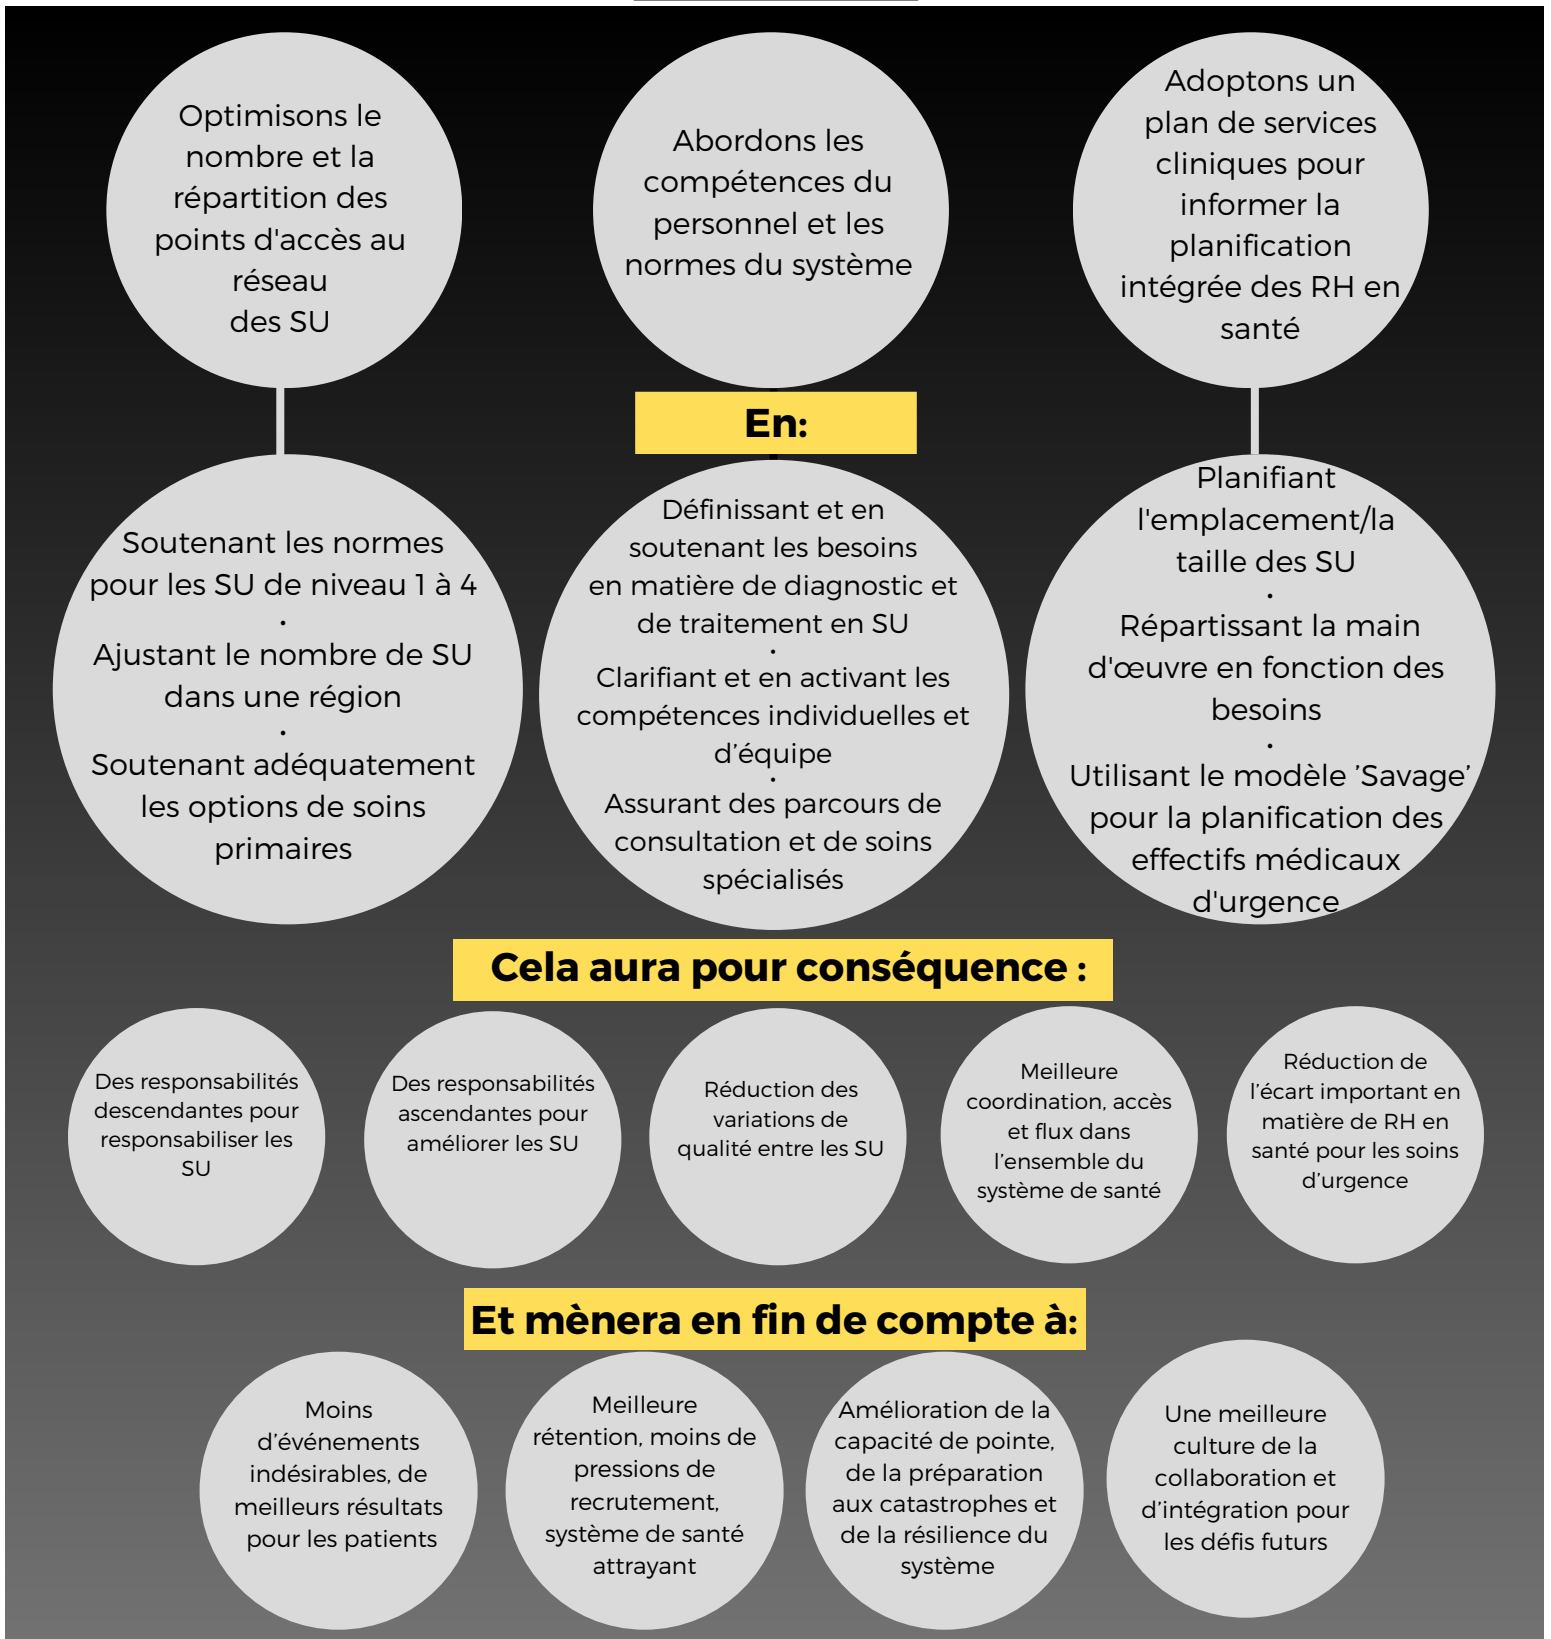 Optimisons le
nombre et la
répartition des
points d'accès au
réseau
des SU
Abordons les
compétences du
personnel et les
normes du système
Adoptons un
plan de services
cliniques pour
informer la
planification
intégrée des RH en
santé
En:
Soutenant les normes
pour les SU de niveau 1 à 4
·
Ajustant le nombre de SU
dans une région
·
Soutenant adéquatement
les options de soins
primaires
Définissant et en
soutenant les besoins
en matière de diagnostic et
de traitement en SU
·
Clarifiant et en activant les
compétences individuelles et
d’équipe
·
Assurant des parcours de
consultation et de soins
spécialisés
Planifiant
l'emplacement/la
taille des SU
·
Répartissant la main
d'œuvre en fonction des
besoins
·
Utilisant le modèle ’Savage’
pour la planification des
effectifs médicaux
d'urgence
Cela aura pour conséquence :
Des responsabilités
descendantes pour
responsabiliser les
SU
Des responsabilités
ascendantes pour
améliorer les SU
Réduction des
variations de
qualité entre les SU
Meilleure
coordination, accès
et flux dans
l’ensemble du
système de santé
Réduction de
l’écart important en
matière de RH en
santé pour les soins
d’urgence
Et mènera en fin de compte à:
Moins
d’événements
indésirables, de
meilleurs résultats
pour les patients
Meilleure
rétention, moins de
pressions de
recrutement,
système de santé
attrayant
Amélioration de la
capacité de pointe,
de la préparation
aux catastrophes et
de la résilience du
système
Une meilleure
culture de la
collaboration et
d’intégration pour
les défis futurs